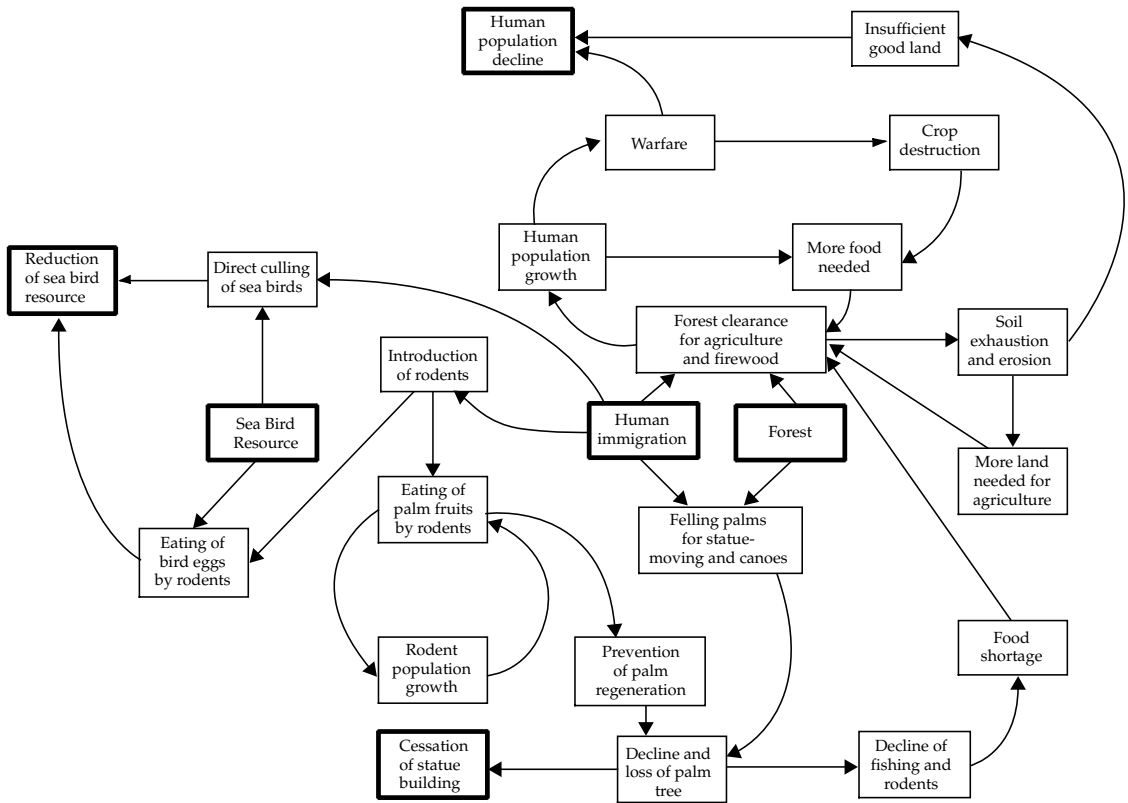 Human
population
decline
Insufficient
good land
Warfare
Crop
destruction
Human
population
growth
More food
needed
Reduction
of sea bird
resource
Direct culling
of sea birds
Forest clearance
for agriculture
and firewood
Soil
exhaustion
and erosion
Introduction
of rodents
Sea Bird
Resource
Human
immigration
Forest
More land
needed for
agriculture
Eating of
palm fruits
by rodents
Felling palms
for statue-
moving and canoes
Eating of
bird eggs
by rodents
Rodent
population
growth
Prevention
of palm
regeneration
Food
shortage
Cessation
of statue
building
Decline and
loss of palm
tree
Decline of
fishing and
rodents